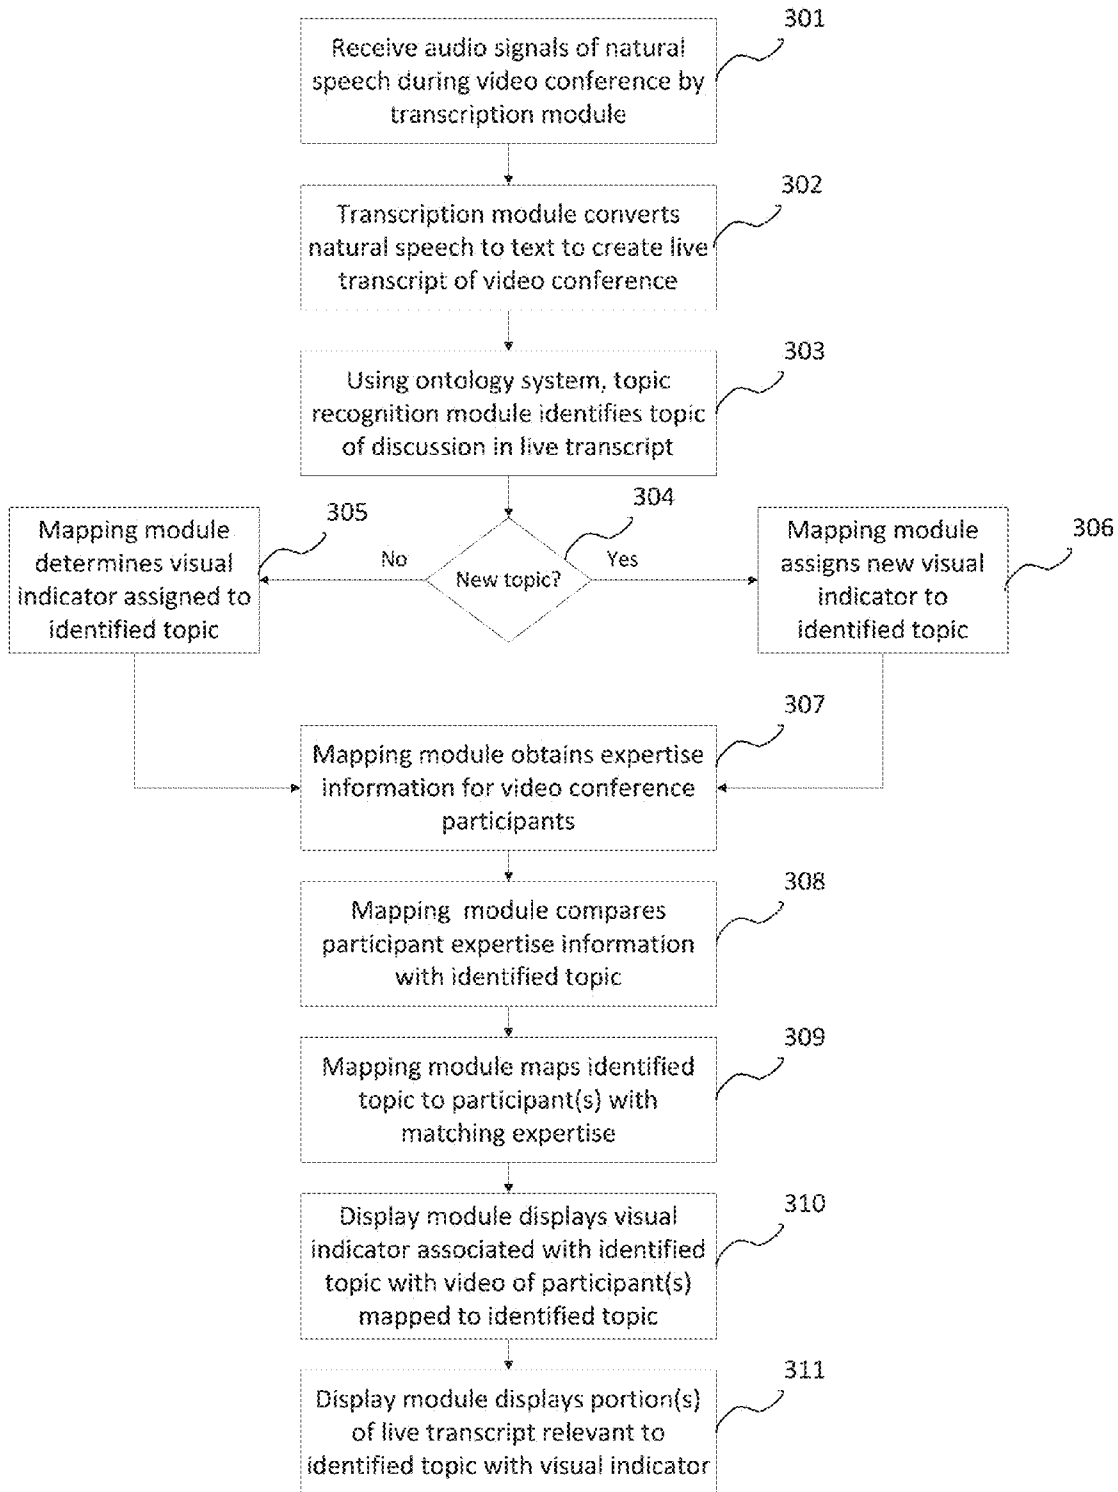 301
Receive audio signals of natural
speech during video conference by
transcription module
302
Transcription module converts
natural speech to text to create live
transcript of video conference
303
Using ontology system, topic
recognition module identifies topic
of discussion in live transcript
304
305
306
Mapping module
determines visual
indicator assigned to
identified topic
No
New topic?
Yes
Mapping module
assigns new visual
indicator to
identified topic
307
Mapping module obtains expertise
information for video conference
participants
308
Mapping module compares
participant expertise information
with identified topic
309
Mapping module maps identified
topic to participant(s) with
matching expertise
310
Display module displays visual
indicator associated with identified
topic with video of participant(s)
mapped to identified topic
311
Display module displays portion(s)
of live transcript relevant to
identified topic with visual indicator